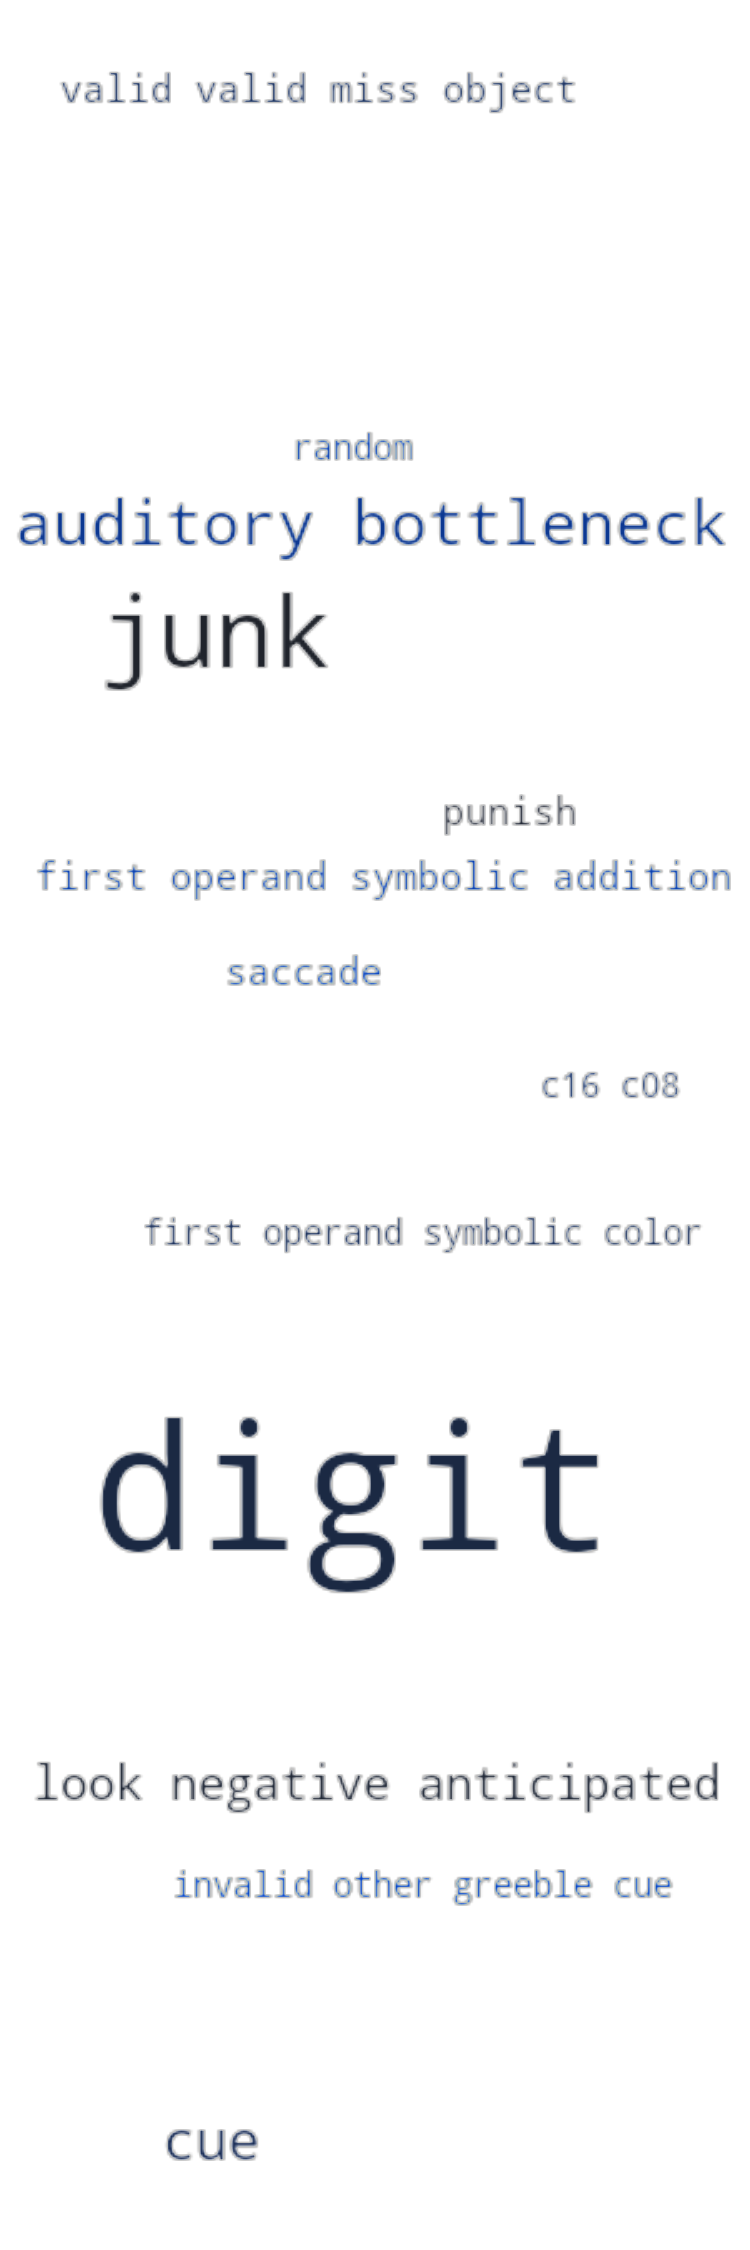 valid valid miss object
random
auditory bottleneck
junk
punish
first operand symbolic addition
saccade
c16 c08
first operand symbolic color
digit
look negative anticipated
invalid other greeble cue
cue